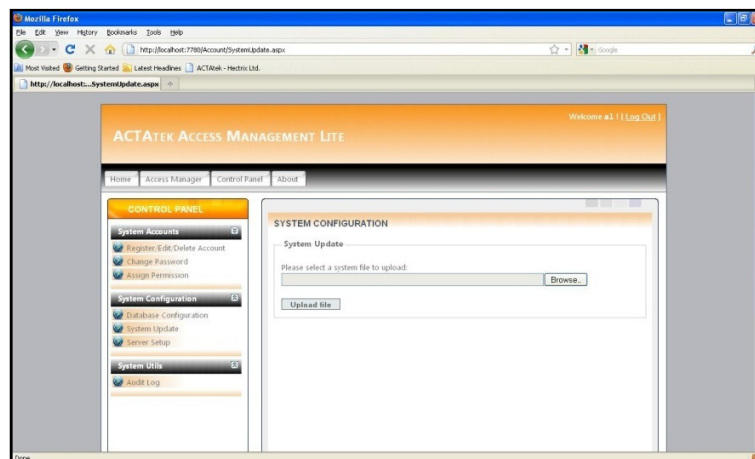 Mozilla Firefox
File Edit View History Bookmarks Tools Help
http://localhost:7780/Account/SystemUpdate.aspx
Google
Most Visited Getting Started Latest Headlines ACTAtek - Hectrix Ltd.
http://localhost:...SystemUpdate.aspx
Welcome a1 ! [ Log Out ]
ACTATEK ACCESS MANAGEMENT LITE
Home Access Manager Control Panel About
CONTROL PANEL
System Accounts
Register/Edit/Delete Account
Change Password
Assign Permission
System Configuration
Database Configuration
System Update
Server Setup
System Utils
Audit Log
SYSTEM CONFIGURATION
System Update
Please select a system file to upload:
Browse..
Upload file
Done